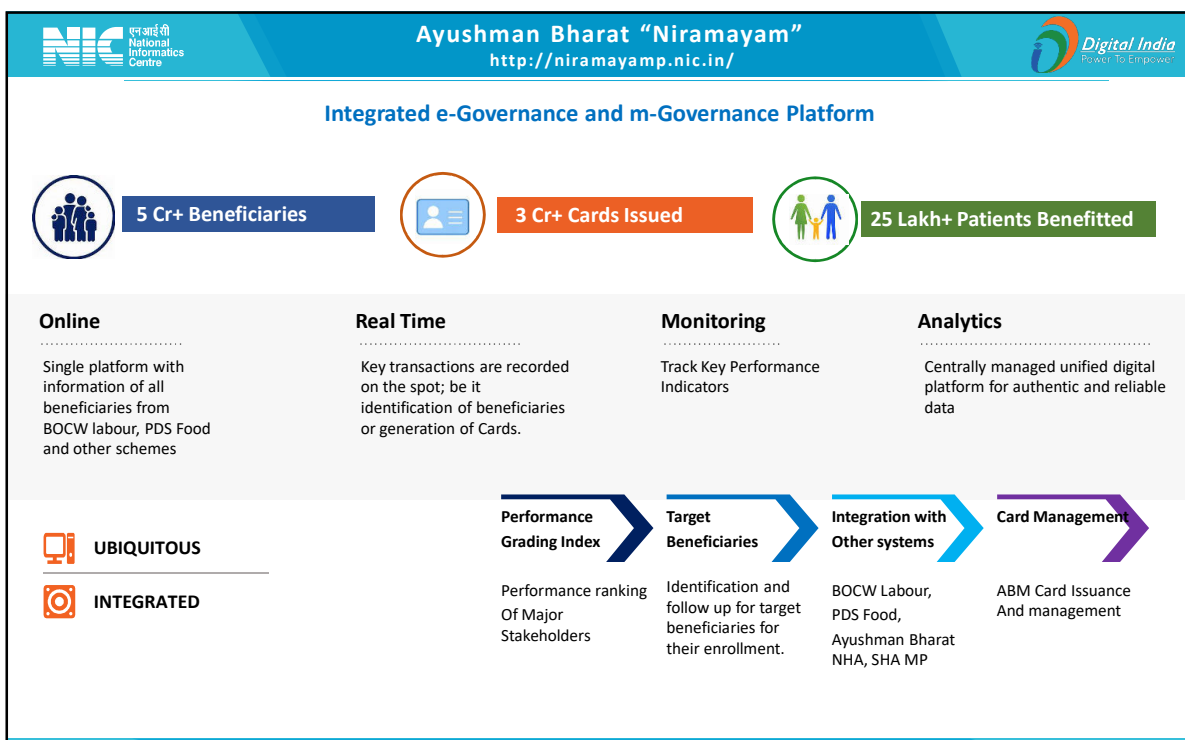 NIC
एन आई सी
National
Informatics
Centre
Ayushman Bharat “Niramayam”
http://niramayamp.nic.in/
Digital India
Power To Empower
Integrated e-Governance and m-Governance Platform
5 Cr+ Beneficiaries
3 Cr+ Cards Issued
25 Lakh+ Patients Benefitted
Online
Single platform with
information of all
beneficiaries from
BOCW labour, PDS Food
and other schemes
Real Time
Key transactions are recorded
on the spot; be it
identification of beneficiaries
or generation of Cards.
Monitoring
Track Key Performance
Indicators
Analytics
Centrally managed unified digital
platform for authentic and reliable
data
UBIQUITOUS
INTEGRATED
Performance
Grading Index
Performance ranking
Of Major
Stakeholders
Target
Beneficiaries
Identification and
follow up for target
beneficiaries for
their enrollment.
Integration with
Other systems
BOCW Labour,
PDS Food,
Ayushman Bharat
NHA, SHA MP
Card Management
ABM Card Issuance
And management